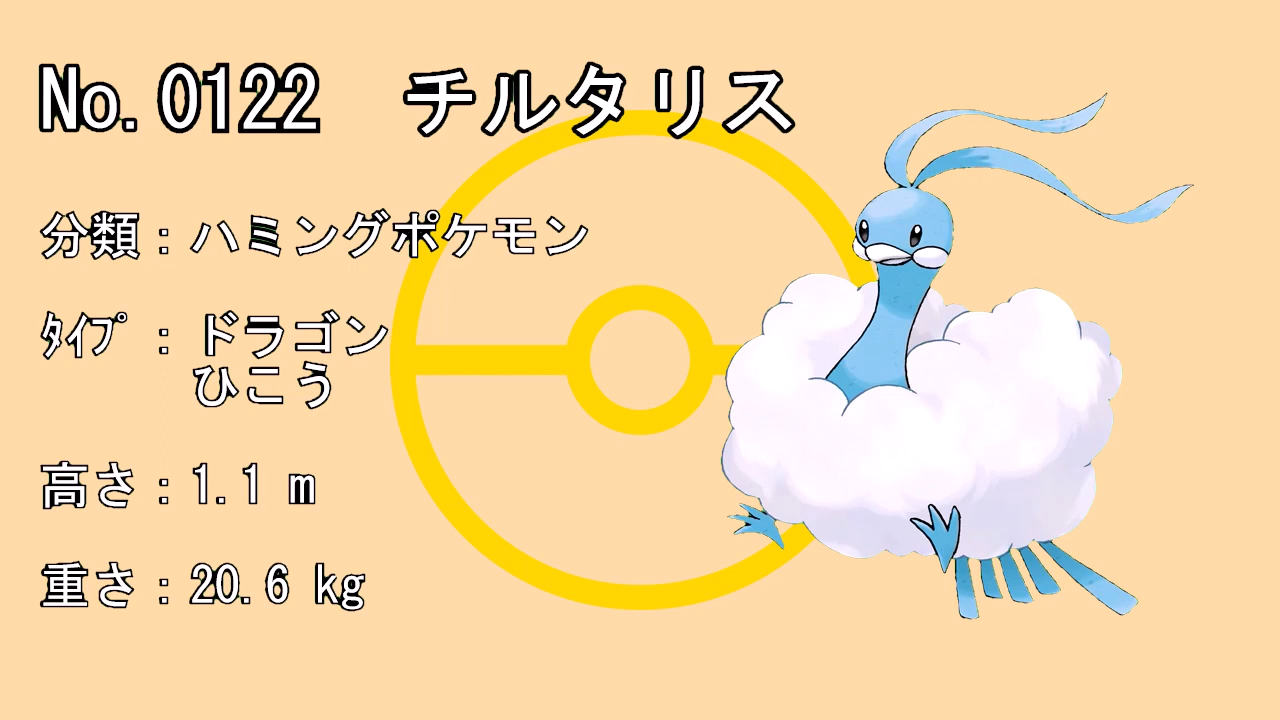 No.0122　チルタリス
分類：ハミングポケモン
ﾀｲﾌﾟ：ドラゴン
ひこう
高さ：1.1 m
重さ：20.6 kg